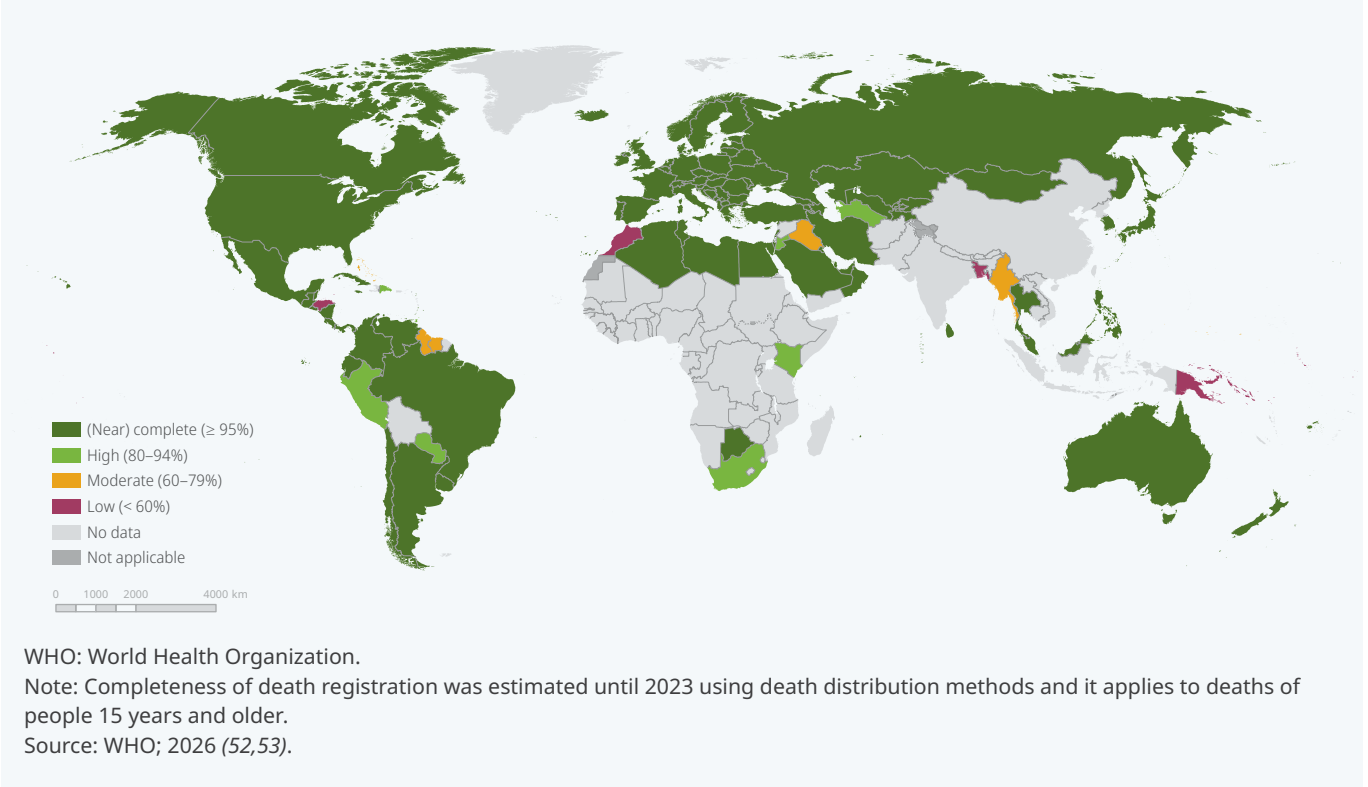 (Near) complete (≥ 95%)
High (80–94%)
Moderate (60–79%)
Low (< 60%)
No data
Not applicable
0 1000 2000 4000 km
WHO: World Health Organization.
Note: Completeness of death registration was estimated until 2023 using death distribution methods and it applies to deaths of
people 15 years and older.
Source: WHO; 2026 (52,53).